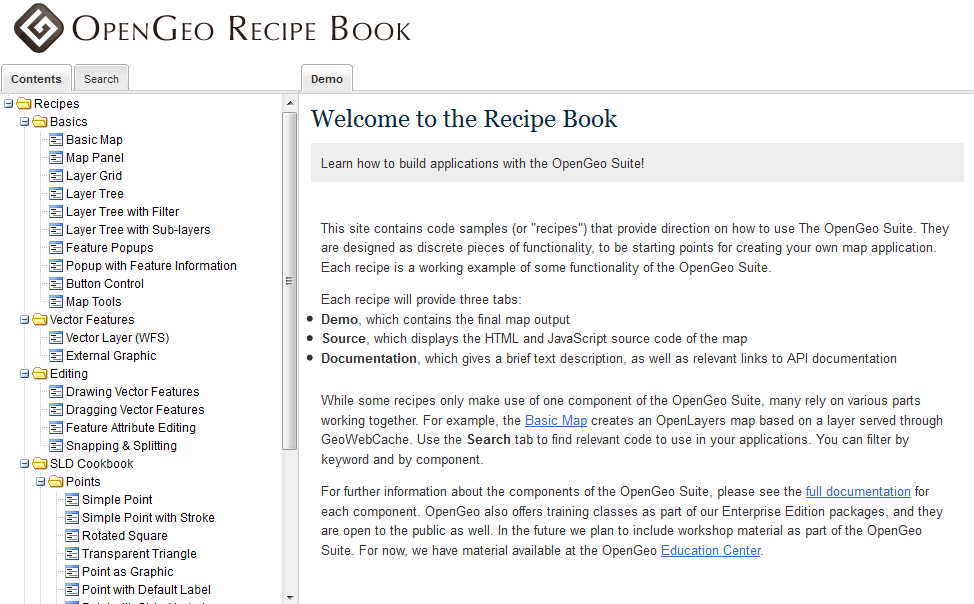 OpenGeo Recipe Book
Contents
Search
Demo
Recipes
Basics
Basic Map
Map Panel
Layer Grid
Layer Tree
Layer Tree with Filter
Layer Tree with Sub-layers
Feature Popups
Popup with Feature Information
Button Control
Map Tools
Vector Features
Vector Layer (WFS)
External Graphic
Editing
Drawing Vector Features
Dragging Vector Features
Feature Attribute Editing
Snapping & Splitting
SLD Cookbook
Points
Simple Point
Simple Point with Stroke
Rotated Square
Transparent Triangle
Point as Graphic
Point with Default Label
Welcome to the Recipe Book
Learn how to build applications with the OpenGeo Suite!
This site contains code samples (or "recipes") that provide direction on how to use The OpenGeo Suite. They
are designed as discrete pieces of functionality, to be starting points for creating your own map application.
Each recipe is a working example of some functionality of the OpenGeo Suite.
Each recipe will provide three tabs:
• Demo, which contains the final map output
• Source, which displays the HTML and JavaScript source code of the map
• Documentation, which gives a brief text description, as well as relevant links to API documentation
While some recipes only make use of one component of the OpenGeo Suite, many rely on various parts
working together. For example, the Basic Map creates an OpenLayers map based on a layer served through
GeoWebCache. Use the Search tab to find relevant code to use in your applications. You can filter by
keyword and by component.
For further information about the components of the OpenGeo Suite, please see the full documentation for
each component. OpenGeo also offers training classes as part of our Enterprise Edition packages, and they
are open to the public as well. In the future we plan to include workshop material as part of the OpenGeo
Suite. For now, we have material available at the OpenGeo Education Center.